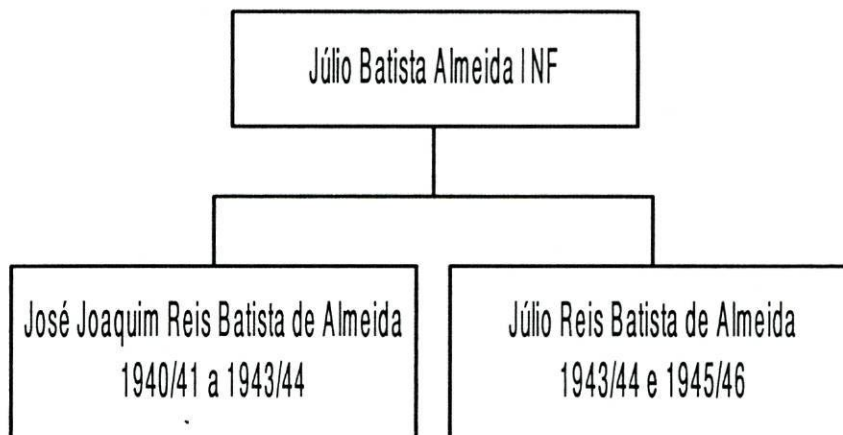 Júlio Batista Almeida INF
José Joaquim Reis Batista de Almeida
1940/41 a 1943/44
Júlio Reis Batista de Almeida
1943/44 e 1945/46